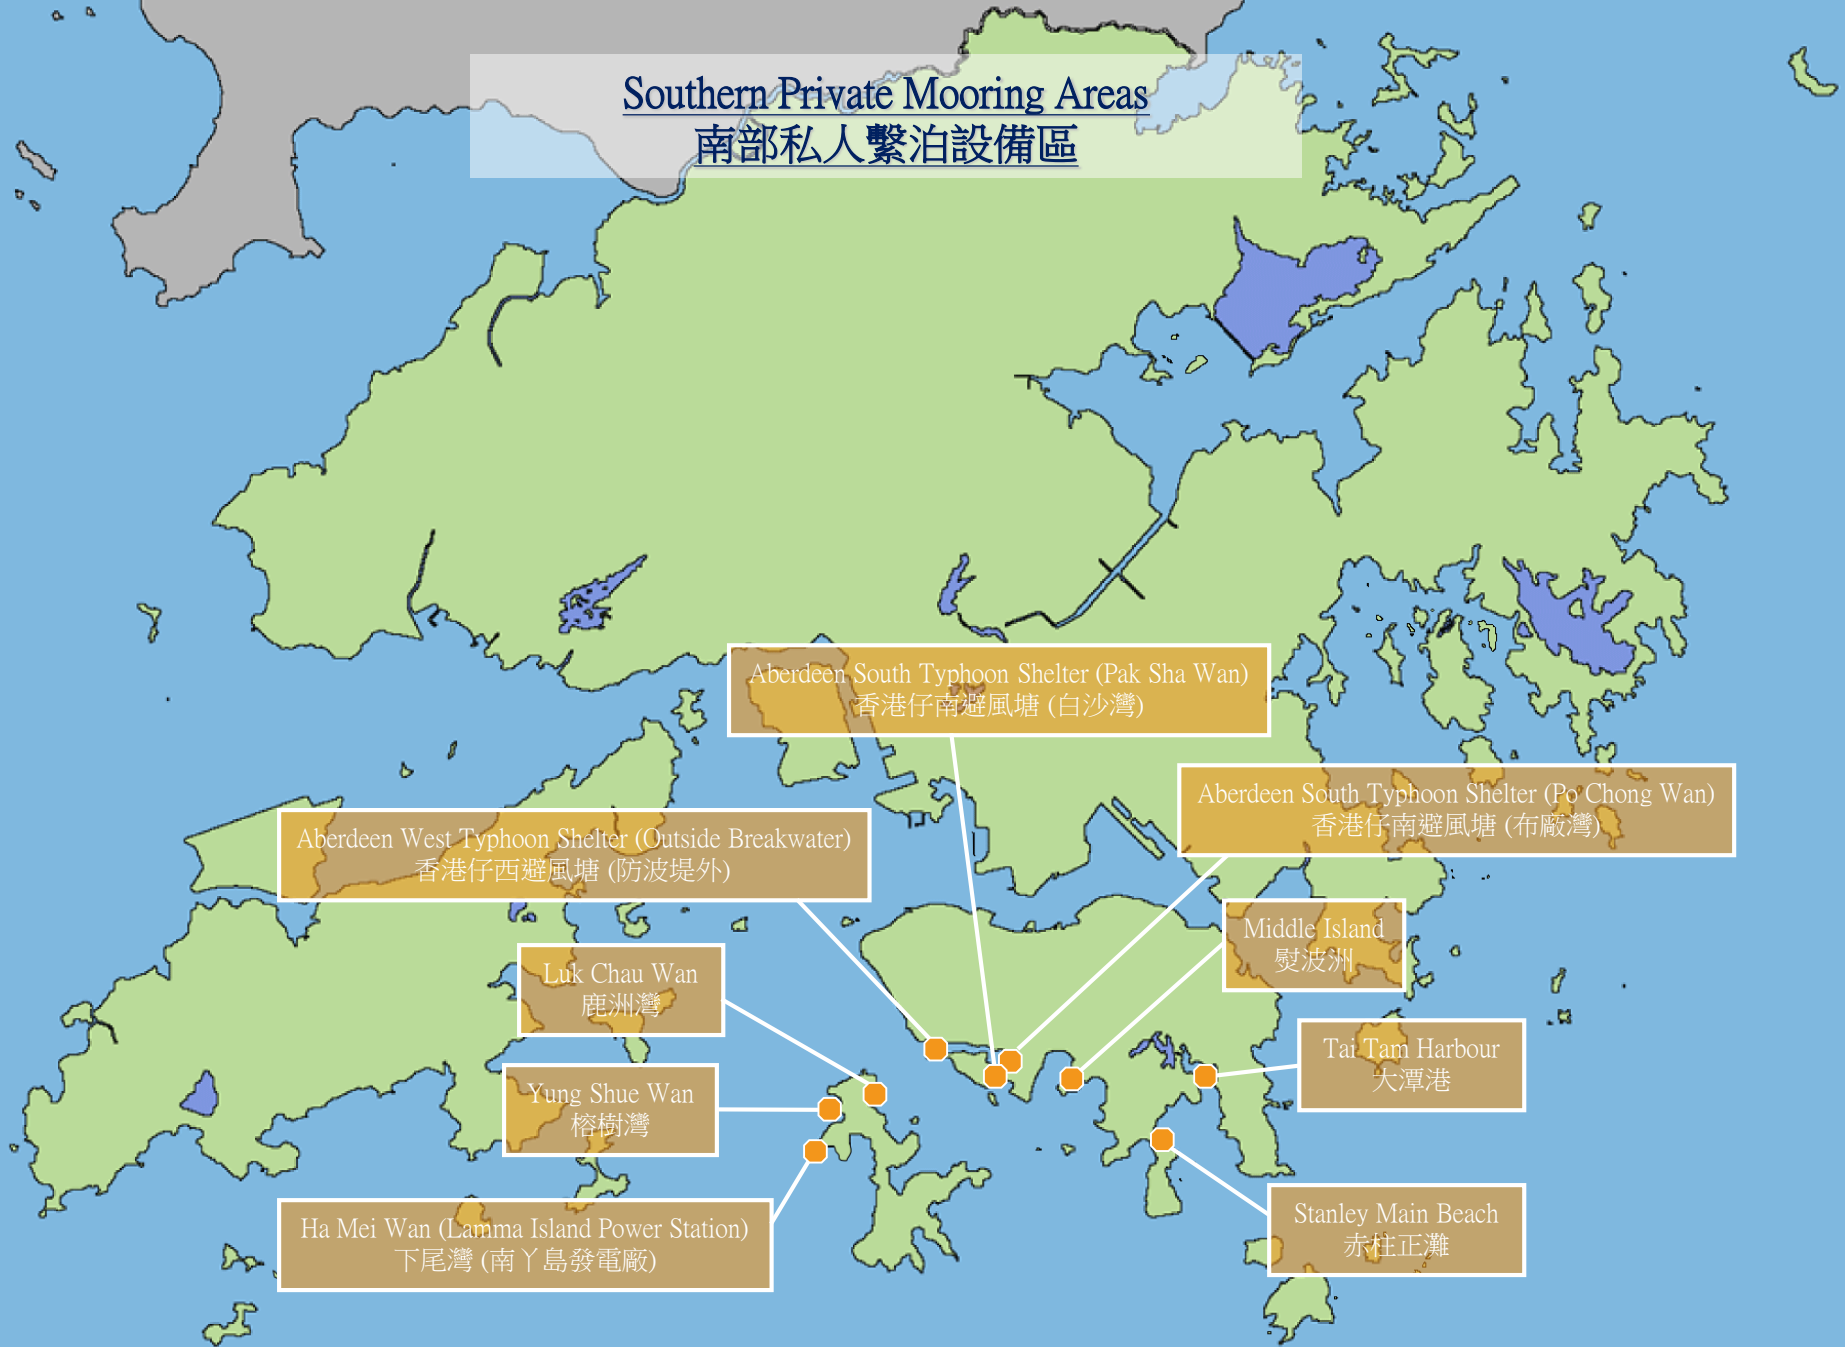 Southern Private Mooring Areas
南部私人繫泊設備區
Aberdeen South Typhoon Shelter (Pak Sha Wan)
香港仔南避風塘 (白沙灣)
Aberdeen South Typhoon Shelter (Po Chong Wan)
香港仔南避風塘 (布廠灣)
Aberdeen West Typhoon Shelter (Outside Breakwater)
香港仔西避風塘 (防波堤外)
Middle Island
熨波洲
Luk Chau Wan
鹿洲灣
Tai Tam Harbour
大潭港
Yung Shue Wan
榕樹灣
Stanley Main Beach
赤柱正灘
Ha Mei Wan (Lamma Island Power Station)
下尾灣 (南丫島發電廠)